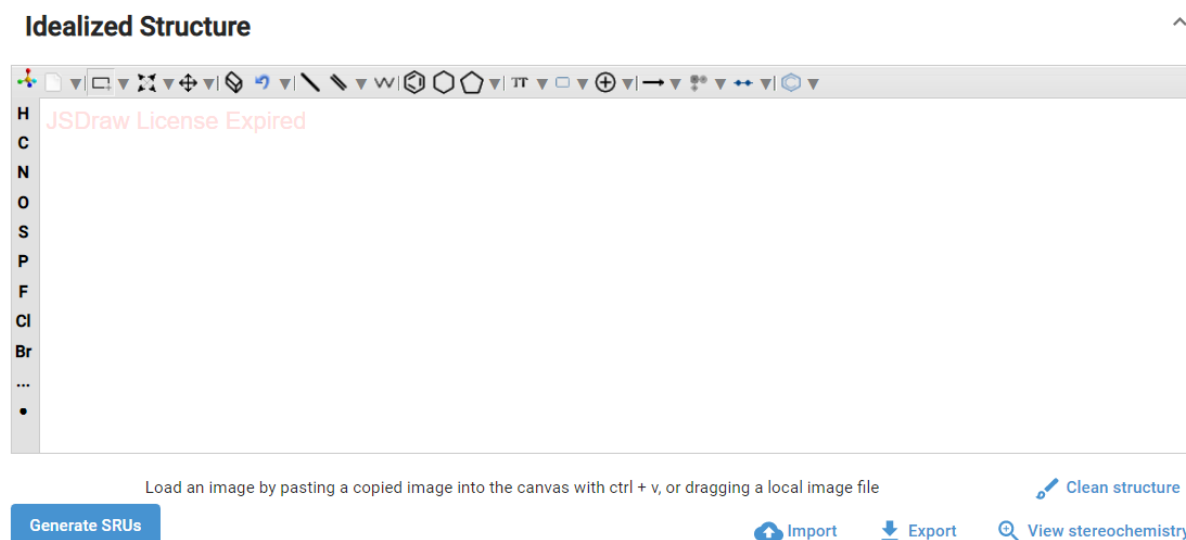 Idealized Structure
TT
H
JSDraw License Expired
C
N
O
S
P
F
Cl
Br
...
Load an image by pasting a copied image into the canvas with ctrl + v, or dragging a local image file
Clean structure
Generate SRUs
Import
Export
View stereochemistry